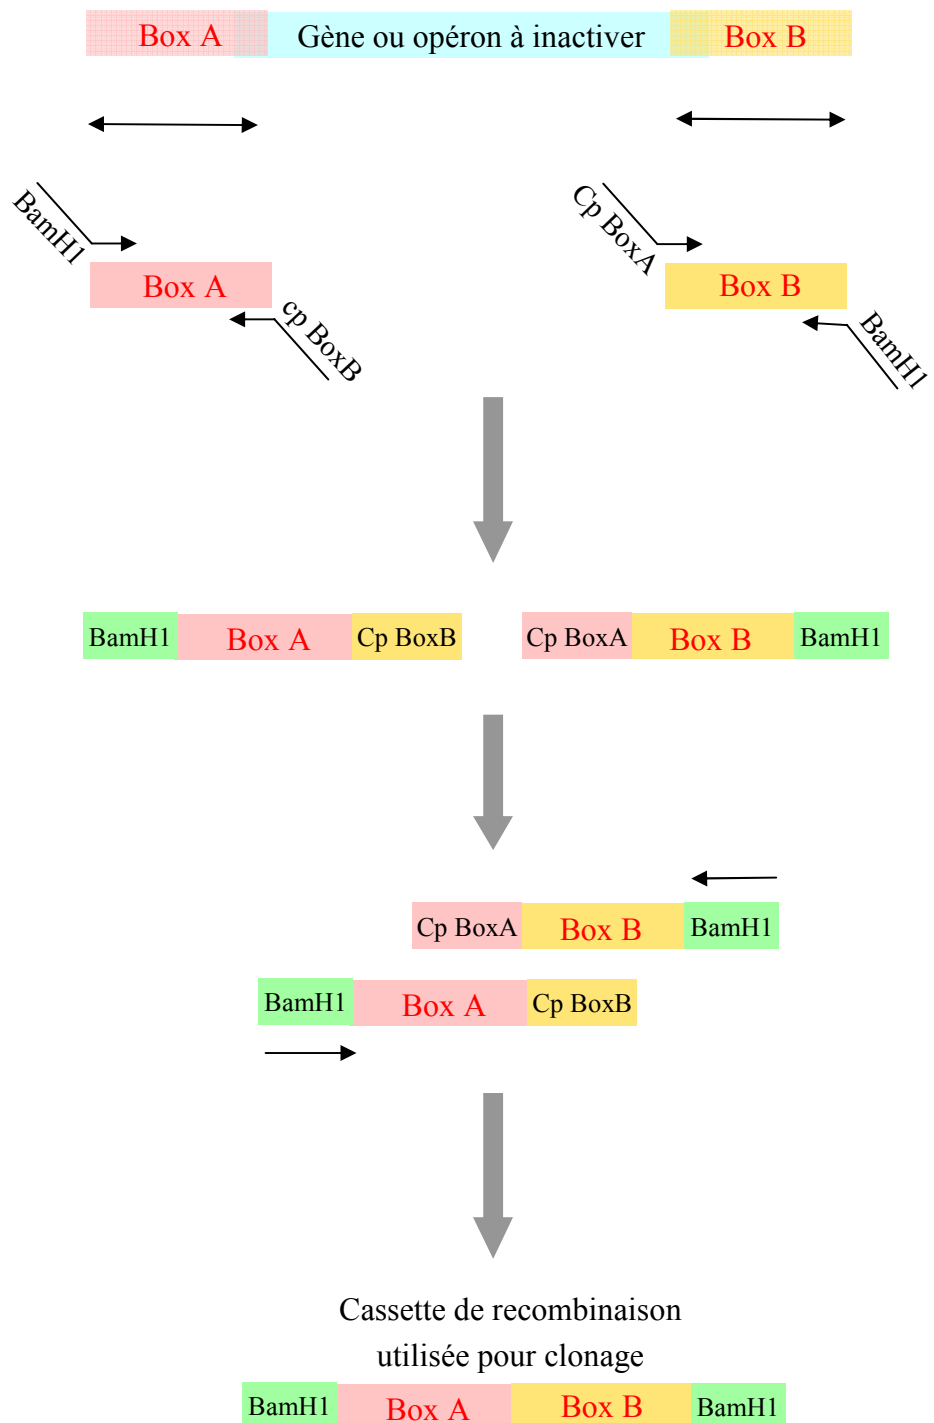 Box A Gène ou opéron à inactiver Box B
BamH1
Cp BoxA
Box A
Box B
cp BoxB
BamH1
BamH1 Box A Cp BoxB
Cp BoxA Box B BamH1
Cp BoxA Box B BamH1
BamH1 Box A Cp BoxB
Cassette de recombinaison
utilisée pour clonage
BamH1 Box A Box B BamH1